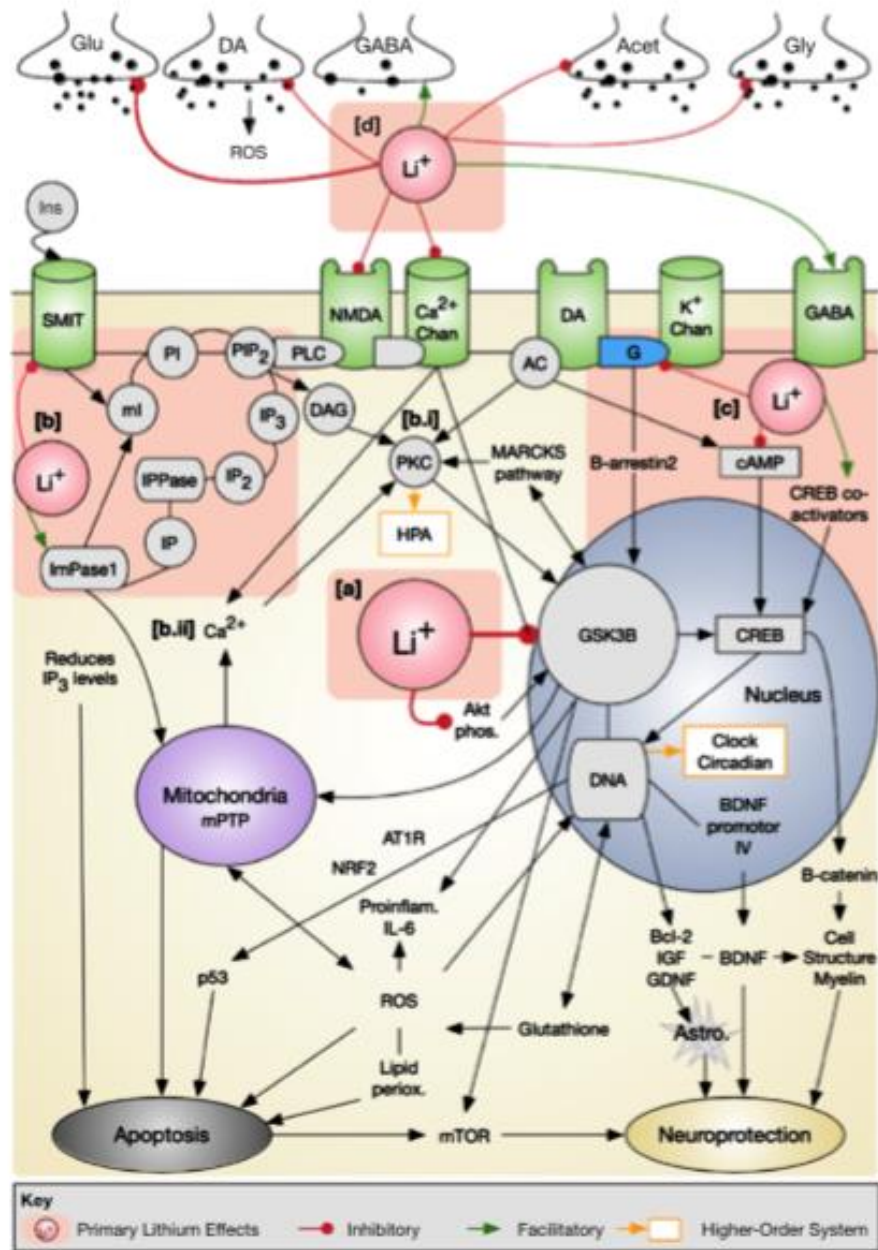 Glu DA GABA Acet Gly
[d]
ROS
Li+
Ins
SMIT
NMDA
Ca2+
Chan
DA
K+
Chan
GABA
PI
PIP2
PLC
G
AC
[b]
mI
IP3
DAG
[b.i]
[c]
Li+
Li+
IPPase
IP2
PKC
MARCKS
pathway
B-arrestin2
cAMP
CREB co-
activators
IP
HPA
ImPase1
[a]
[b.ii] Ca2+
Li+
GSK3B
CREB
Reduces
IP3 levels
Nucleus
Akt
phos.
Clock
Circadian
Mitochondria
mPTP
DNA
BDNF
promotor
IV
AT1R
NRF2
B-catenin
Proinflam.
IL-6
Bcl-2
IGF
GDNF
BDNF
Cell
Structure
Myelin
p53
ROS
Glutathione
Astro.
Lipid
periox.
Apoptosis
mTOR
Neuroprotection
Key
Primary Lithium Effects Inhibitory Facilitatory Higher-Order System